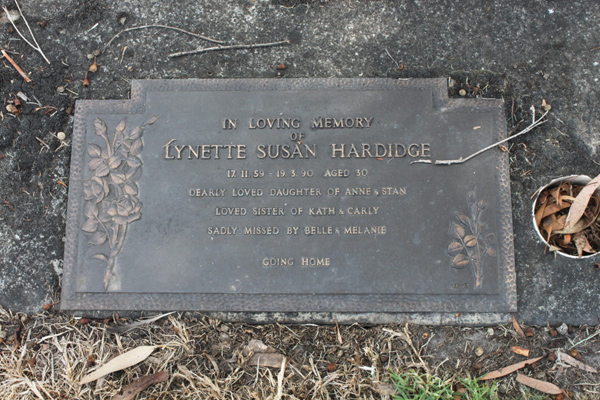 IN LOVING MEMORY
OF
LYNETTE SUSAN HARDIDGE
17. 11. 59 - 19. 3. 90 AGED 30
DEARLY LOVED DAUGHTER OF ANNE & STAN
LOVED SISTER OF KATH & CARLY
SADLY MISSED BY BELLE & MELANIE
GOING HOME